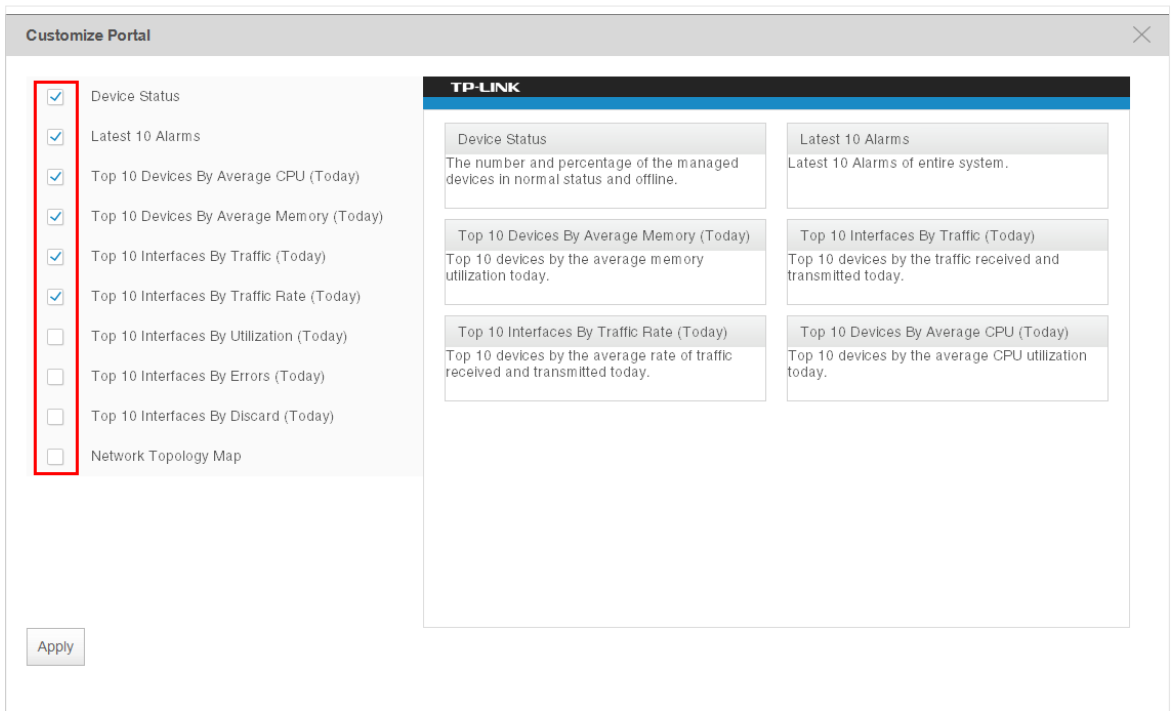 Customize Portal
Device Status
Latest 10 Alarms
Top 10 Devices By Average CPU (Today)
Top 10 Devices By Average Memory (Today)
Top 10 Interfaces By Traffic (Today)
Top 10 Interfaces By Traffic Rate (Today)
Top 10 Interfaces By Utilization (Today)
Top 10 Interfaces By Errors (Today)
Top 10 Interfaces By Discard (Today)
Network Topology Map
Apply
TP-LINK
Device Status
The number and percentage of the managed
devices in normal status and offline.
Latest 10 Alarms
Latest 10 Alarms of entire system.
Top 10 Devices By Average Memory (Today)
Top 10 devices by the average memory
utilization today.
Top 10 Interfaces By Traffic (Today)
Top 10 devices by the traffic received and
transmitted today.
Top 10 Interfaces By Traffic Rate (Today)
Top 10 devices by the average rate of traffic
received and transmitted today.
Top 10 Devices By Average CPU (Today)
Top 10 devices by the average CPU utilization
today.